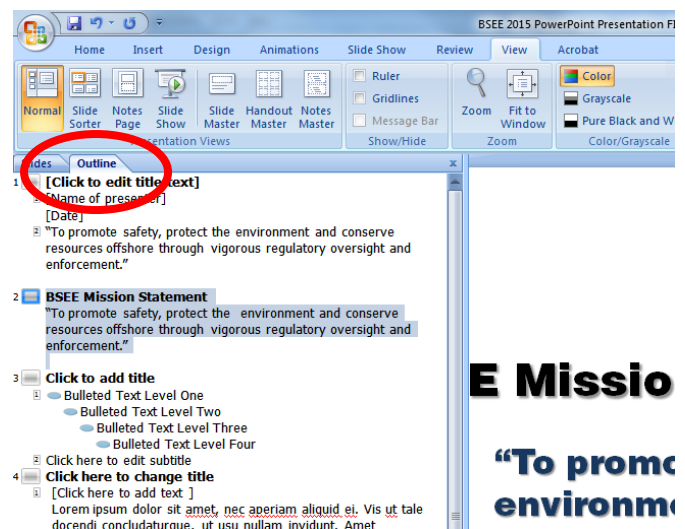 BSEE 2015 PowerPoint Presentation FI
Home Insert Design Animations Slide Show Review View Acrobat
Normal Slide Sorter Notes Page Slide Show Slide Master Handout Master Notes Master
Ruler
Gridlines
Message Bar
Zoom Fit to Window
Color
Grayscale
Pure Black and W
Presentation Views Show/Hide Zoom Color/Grayscale
Slides Outline x
1 [Click to edit title text]
1 [Name of presenter]
[Date]
2 “To promote safety, protect the environment and conserve
resources offshore through vigorous regulatory oversight and
enforcement.”
2 BSEE Mission Statement
“To promote safety, protect the environment and conserve
resources offshore through vigorous regulatory oversight and
enforcement.”
3 Click to add title
1 Bulleted Text Level One
Bulleted Text Level Two
Bulleted Text Level Three
Bulleted Text Level Four
2 Click here to edit subtitle
4 Click here to change title
1 [Click here to add text ]
Lorem ipsum dolor sit amet, nec aperiam aliquid ei. Vis ut tale
docendi concludaturque, ut usu nullam invidunt. Amet
E Missio
“To promo
environme